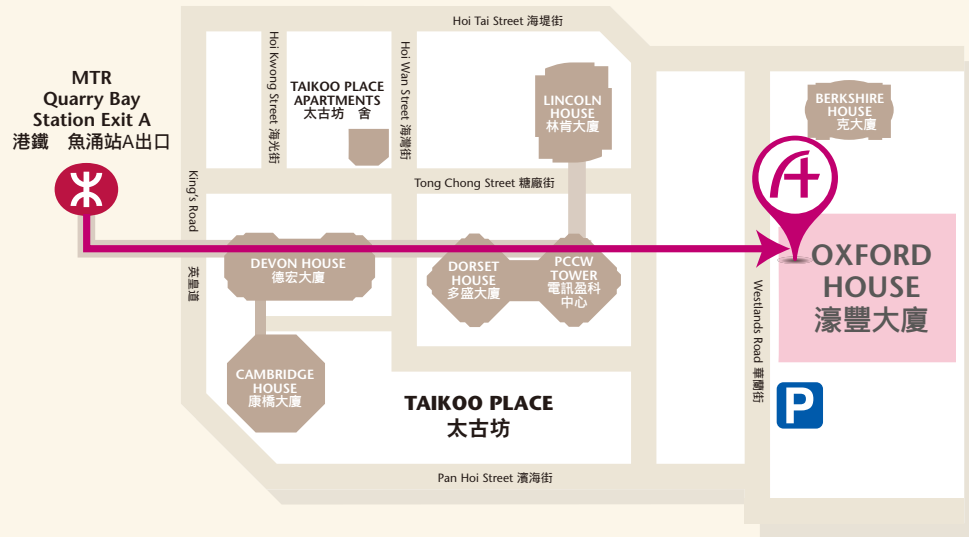 Hoi Tai Street 海堤街
Hoi Kwong Street 海光街
Hoi Wan Street 海灣街
MTR
Quarry Bay
Station Exit A
港鐵 魚涌站A出口
TAIKOO PLACE
APARTMENTS
太古坊 舍
LINCOLN
HOUSE
林肯大廈
BERKSHIRE
HOUSE
克大廈
King's Road 英皇道
Tong Chong Street 糖廠街
DEVON HOUSE
德宏大廈
DORSET
HOUSE
多盛大廈
PCCW
TOWER
電訊盈科
中心
OXFORD
HOUSE
濠豐大廈
Westlands Road 華蘭街
CAMBRIDGE
HOUSE
康橋大廈
TAIKOO PLACE
太古坊
P
Pan Hoi Street 濱海街